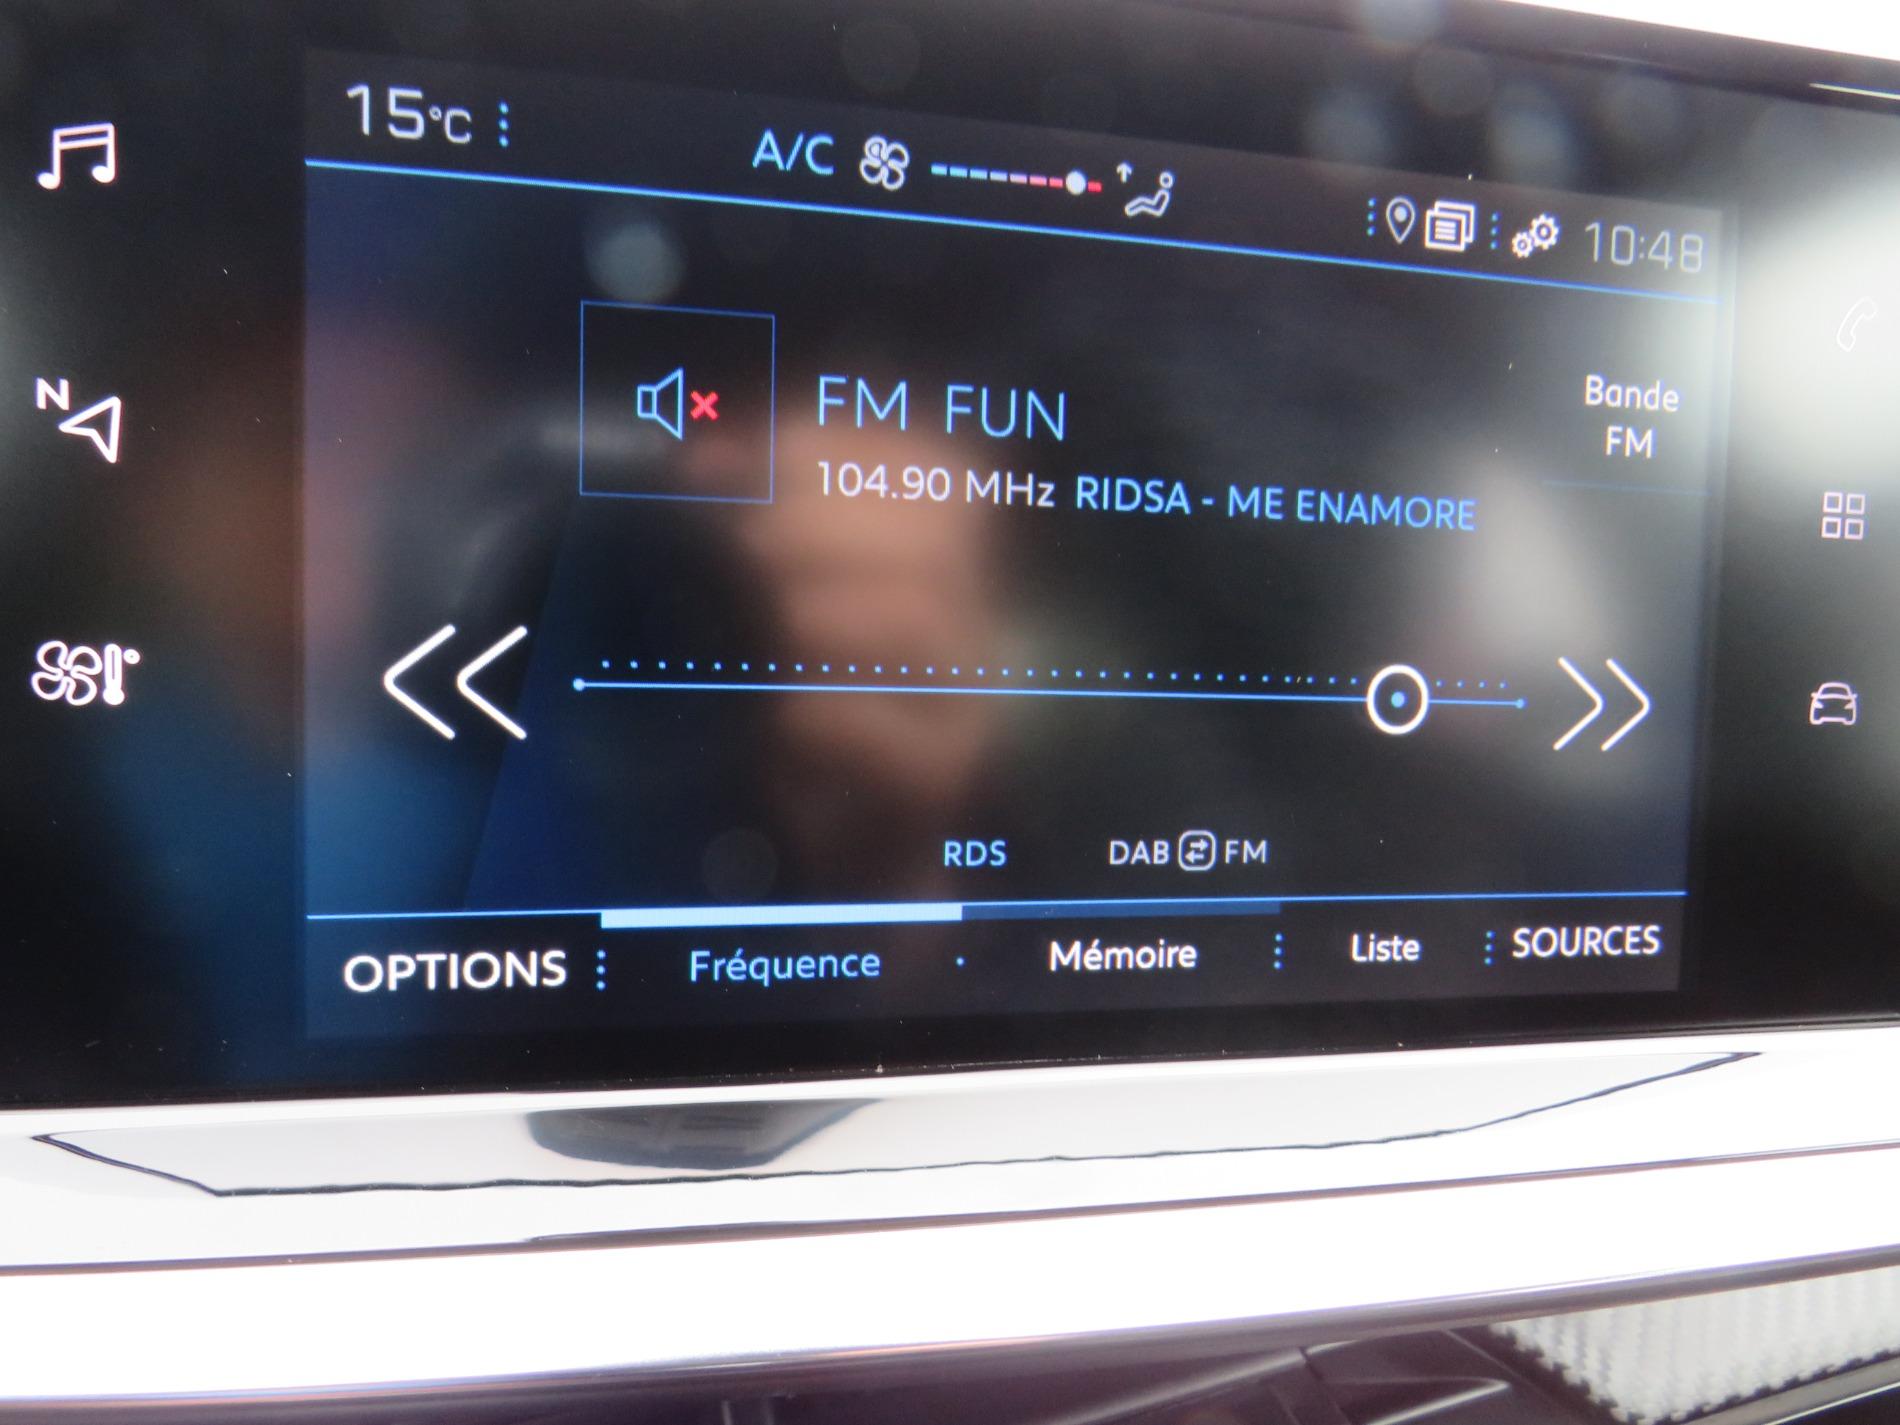 15°C
A/C
10:48
N
FM FUN
104.90 MHz RIDSA - ME ENAMORE
Bande
FM
RDS DAB FM
OPTIONS Fréquence Mémoire Liste SOURCES